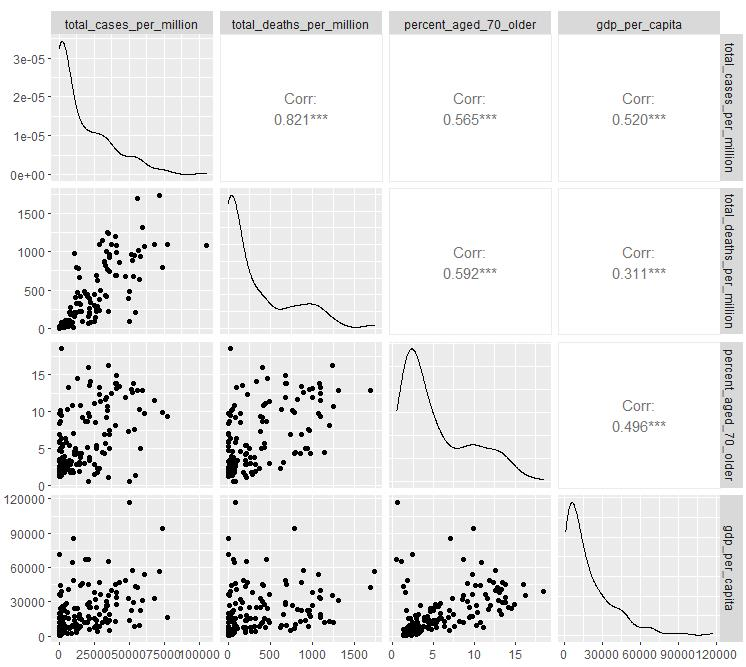 total_cases_per_million total_deaths_per_million percent_aged_70_older gdp_per_capita
3e-05
2e-05
1e-05
0e+00
Corr:
0.821***
Corr:
0.565***
Corr:
0.520***
total_cases_per_million
1500
1000
500
0
Corr:
0.592***
Corr:
0.311***
total_deaths_per_million
15
10
5
0
Corr:
0.496***
percent_aged_70_older
120000
90000
60000
30000
0
gdp_per_capita
0 25000 50000 75000 100000 0 500 1000 1500 0 5 10 15 0 30000 60000 90000 120000